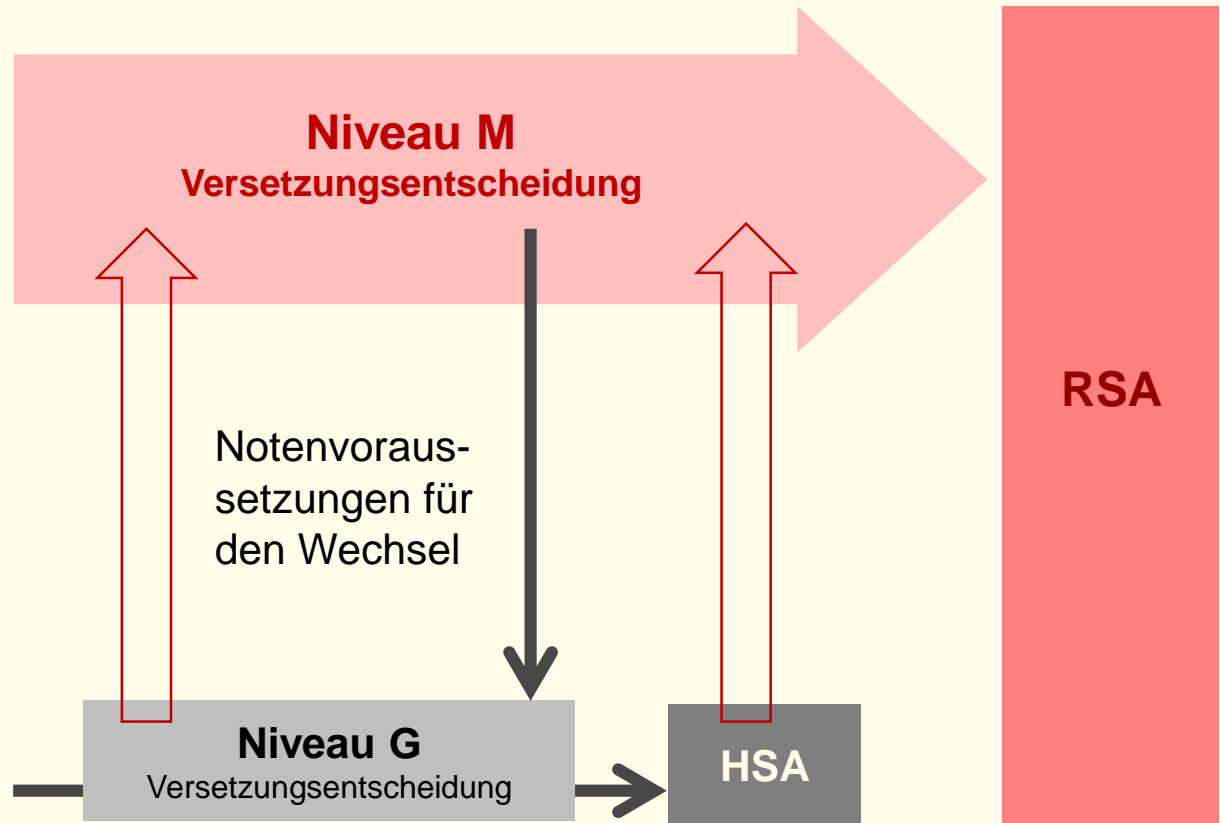 Niveau M
Versetzungsentscheidung
RSA
Notenvoraus-
setzungen für
den Wechsel
Niveau G
Versetzungsentscheidung
HSA